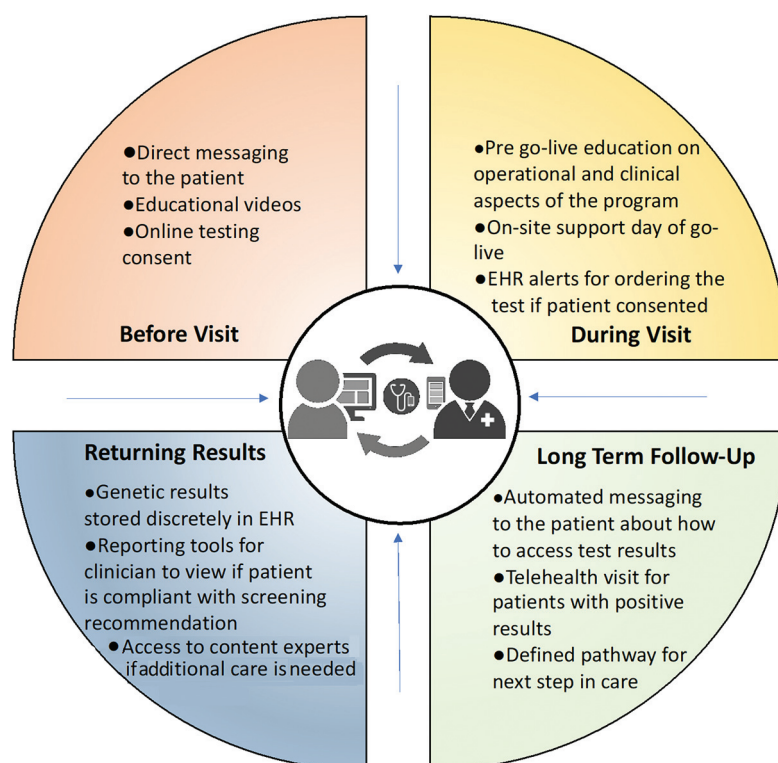 ●Direct messaging
to the patient
●Educational videos
●Online testing
consent
Before Visit
●Pre go-live education on
operational and clinical
aspects of the program
●On-site support day of go-
live
●EHR alerts for ordering the
test if patient consented
During Visit
Returning Results
●Genetic results
stored discretely in EHR
●Reporting tools for
clinician to view if patient
is compliant with screening
recommendation
●Access to content experts
if additional care is needed
Long Term Follow-Up
●Automated messaging
to the patient about how
to access test results
●Telehealth visit for
patients with positive
results
●Defined pathway for
next step in care